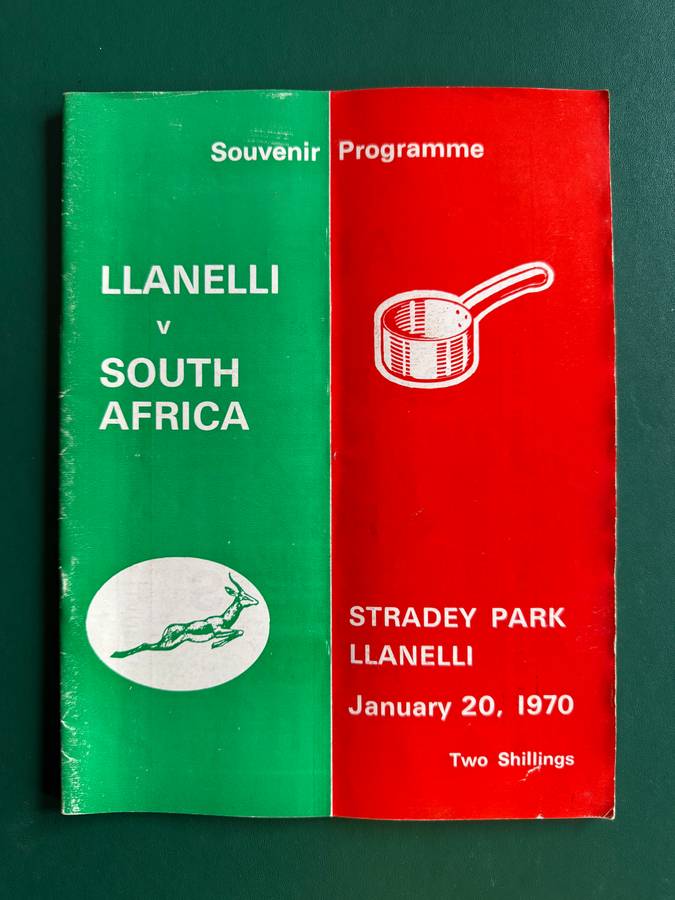 Souvenir Programme
LLANELLI
v
SOUTH
AFRICA
STRADEY PARK
LLANELLI
January 20, 1970
Two Shillings